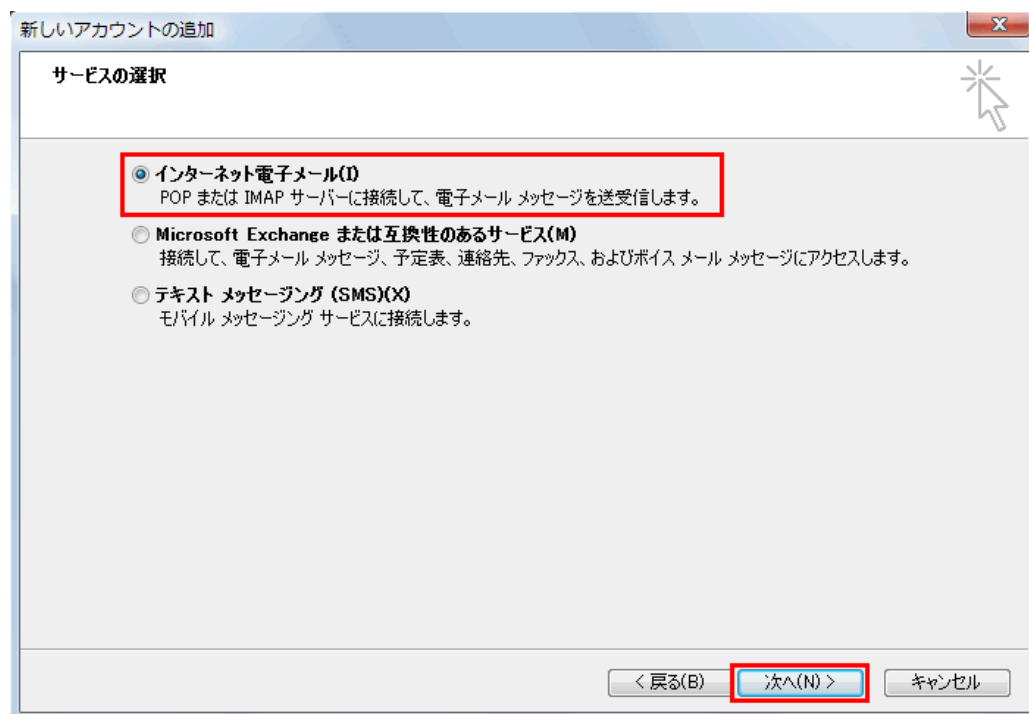 新しいアカウントの追加
サービスの選択
インターネット電子メール(I)
POP または IMAP サーバーに接続して、電子メール メッセージを送受信します。
Microsoft Exchange または互換性のあるサービス(M)
接続して、電子メール メッセージ、予定表、連絡先、ファックス、およびボイス メール メッセージにアクセスします。
テキスト メッセージング (SMS)(X)
モバイル メッセージング サービスに接続します。
< 戻る(B) 次へ(N) > キャンセル